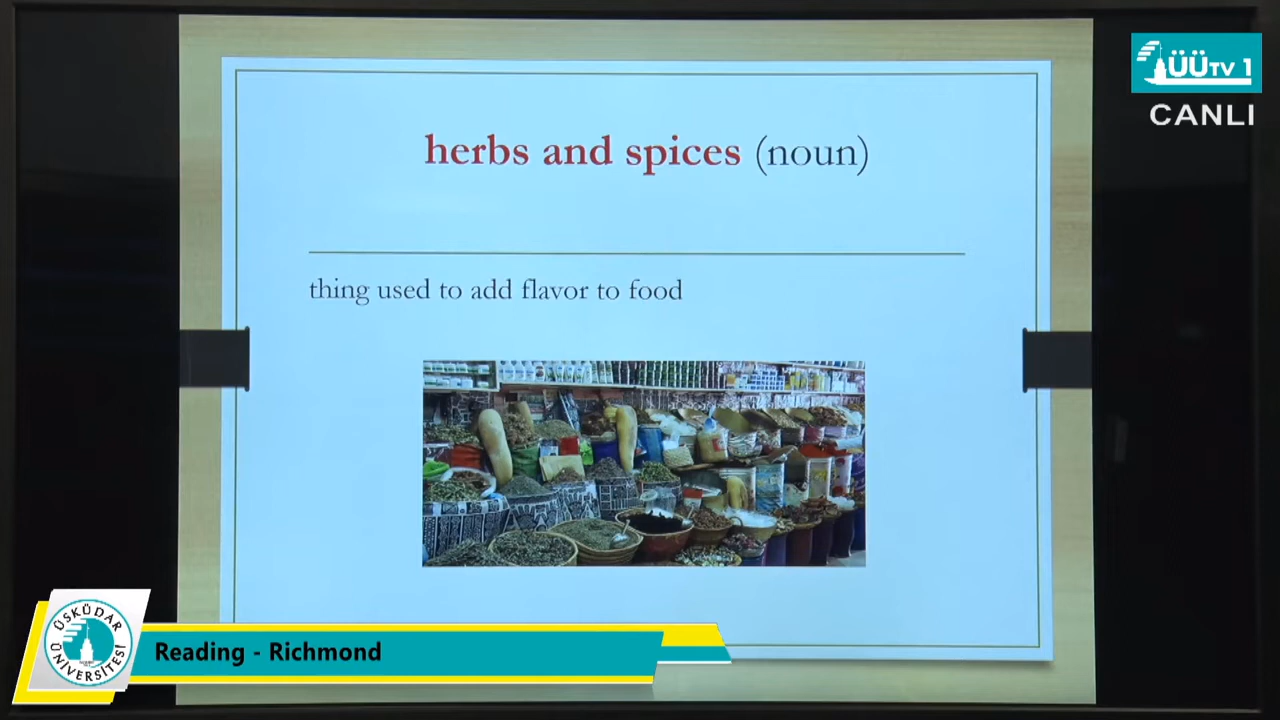 ÜÜTV 1
CANLI
herbs and spices (noun)
thing used to add flavor to food
ÜSKÜDAR ÜNİVERSİTESİ
Reading - Richmond